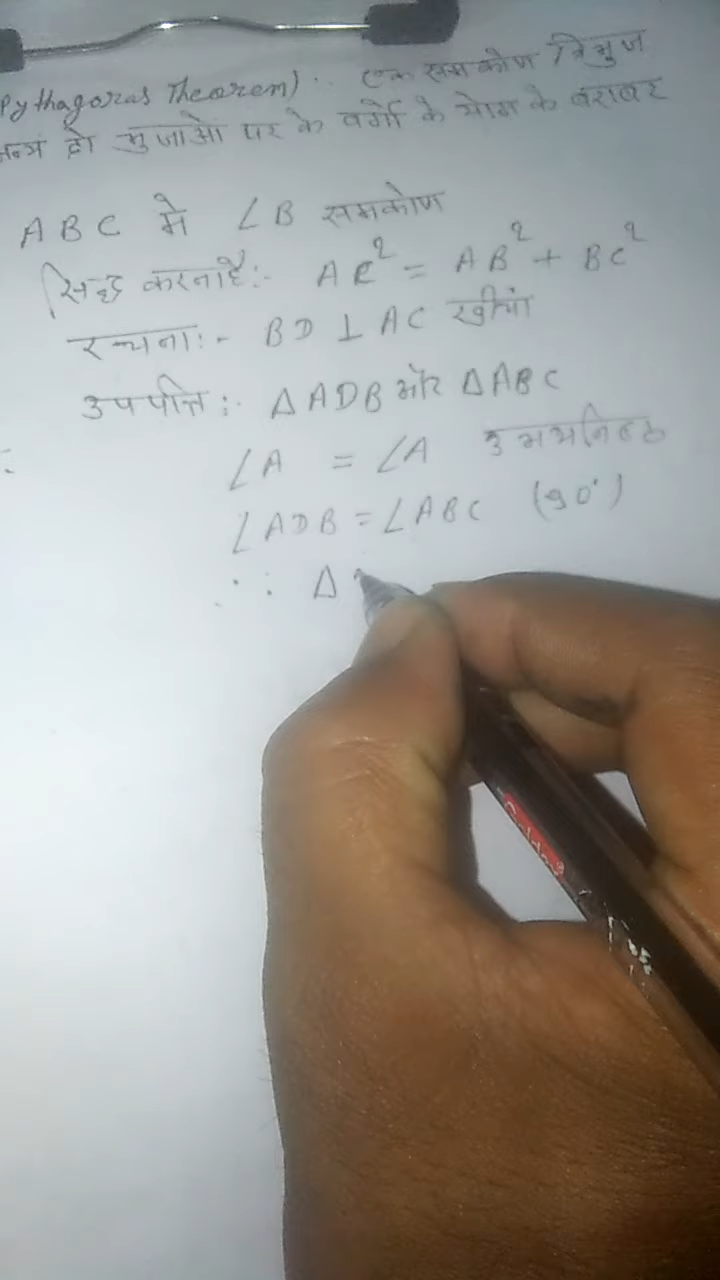 Pythagoras Theorem). एक समकोण त्रिभुज
अन्य दो भुजाओ पर के वर्गो के योग के बराबर
ABC मे ∠B समकोण
सिद्ध करना है:- AC² = AB² + BC²
रचना:- BD ⊥ AC खींचा
उपपत्ति:- ΔADB और ΔABC
∠A = ∠A उभयनिष्ठ
∠ADB = ∠ABC (90°)
∴ Δ